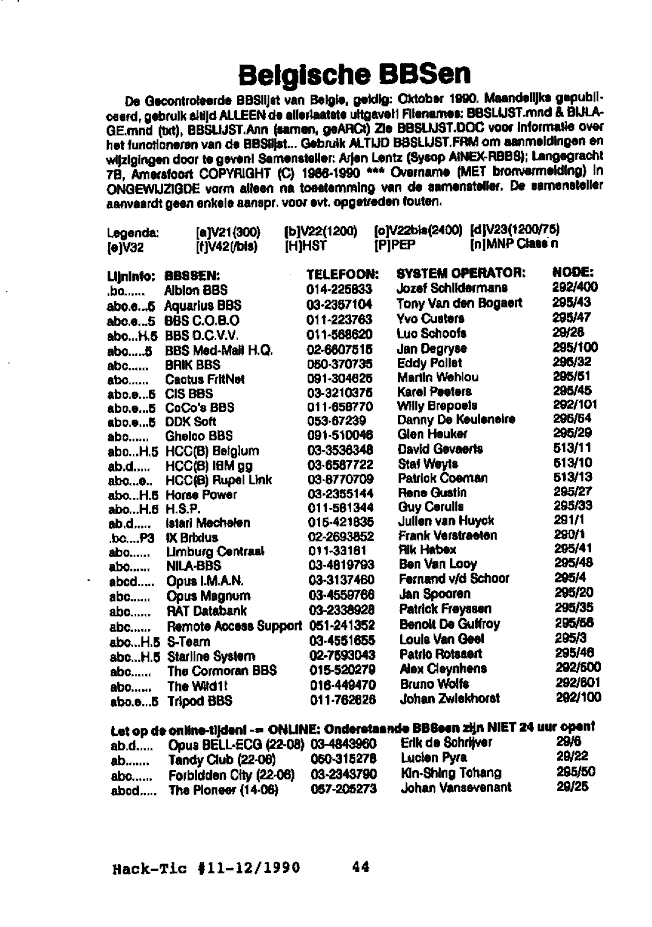 Belgische BBSen
De Gecontroleerde BBSlijst van Belgie, geldig: Oktober 1990. Maandelijks gepubli-
ceerd, gebruik altijd ALLEEN de allerlaatste uitgave!! Filenames: BBSLIJST.mnd & BIJLA-
GE.mnd (txt), BBSLIJST.Ann (samen, geARCt) Zie BBSLIJST.DOC voor informatie over
het functioneren van de BBSlijst... Gebruik ALTIJD BBSLIJST.FRM om aanmeldingen en
wijzigingen door te geven! Samensteller: Arjen Lentz (Sysop AINEX-RBBS); Langegracht
7B, Amersfoort COPYRIGHT (C) 1986-1990 *** Overname (MET bronvermelding) in
ONGEWIJZIGDE vorm alleen na toestemming van de samensteller. De samensteller
aanvaardt geen enkele aanspr. voor evt. opgetreden fouten.
Legenda: [a]V21(300) [b]V22(1200) [c]V22bis(2400) [d]V23(1200/75)
[e]V32 [f]V42(/bis) [H]HST [P]PEP [n]MNP Class n
Lijninfo: BBSSEN: TELEFOON: SYSTEM OPERATOR: NODE:
.bc...... Albion BBS 014-225833 Jozef Schildermans 292/400
abc.e...5 Aquarius BBS 03-2357104 Tony Van den Bogaert 295/43
abc.e...5 BBS C.O.B.O 011-223763 Yvo Custers 295/47
abc...H.5 BBS D.C.V.V. 011-568620 Luc Schoofs 29/28
abc.....5 BBS Med-Mail H.Q. 02-6607515 Jan Degryse 295/100
abc...... BRIK BBS 050-370735 Eddy Pollet 296/32
abc...... Cactus FritNet 091-304625 Martin Wehlou 295/51
abc.e...5 CIS BBS 03-3210375 Karel Peeters 295/45
abc.e...5 CoCo's BBS 011-658770 Willy Brepoels 292/101
abc.e...5 DDK Soft 053-67239 Danny De Keuleneire 295/54
abc...... Ghelco BBS 091-510046 Glen Heuker 295/29
abc...H.5 HCC(B) Belgium 03-3536348 David Gevaerts 513/11
ab.d..... HCC(B) IBM gg 03-6587722 Staf Weyts 513/10
abc...e.. HCC(B) Rupel Link 03-8770709 Patrick Coeman 513/13
abc...H.5 Horse Power 03-2355144 Rene Gustin 295/27
abc...H.5 H.S.P. 011-581344 Guy Cerulis 295/33
ab.d..... Istari Mechelen 015-421835 Julien van Huyck 291/1
.bc....P3 IX Brixius 02-2693852 Frank Verstraeten 290/1
abc...... Limburg Centraal 011-33181 Rik Habex 295/41
abc...... NILA-BBS 03-4819793 Ben Van Looy 295/48
abcd..... Opus I.M.A.N. 03-3137460 Fernand v/d Schoor 295/4
abc...... Opus Magnum 03-4559766 Jan Spooren 295/20
abc...... RAT Databank 03-2338928 Patrick Freyssen 295/35
abc...... Remote Access Support 051-241352 Benoit De Guffroy 295/56
abc...H.5 S-Team 03-4551655 Louis Van Geel 295/3
abc...H.5 Starline System 02-7593043 Patric Rotsaert 295/46
abc...... The Cormoran BBS 015-520279 Alex Cleynhens 292/500
abc...... The Wild1! 016-449470 Bruno Wolfs 292/601
abc.e...5 Tripod BBS 011-762626 Johan Zwiekhorst 292/100
Let op de online-tijden! -= ONLINE: Onderstaande BBSsen zijn NIET 24 uur open!
ab.d..... Opus BELL-ECG (22-08) 03-4843960 Erik de Schrijver 29/6
ab....... Tandy Club (22-06) 050-315278 Lucien Pyra 29/22
abc...... Forbidden City (22-06) 03-2343790 Kin-Shing Tchang 295/50
abcd..... The Pioneer (14-06) 057-205273 Johan Vansevenant 29/25
Hack-Tic #11-12/1990 44